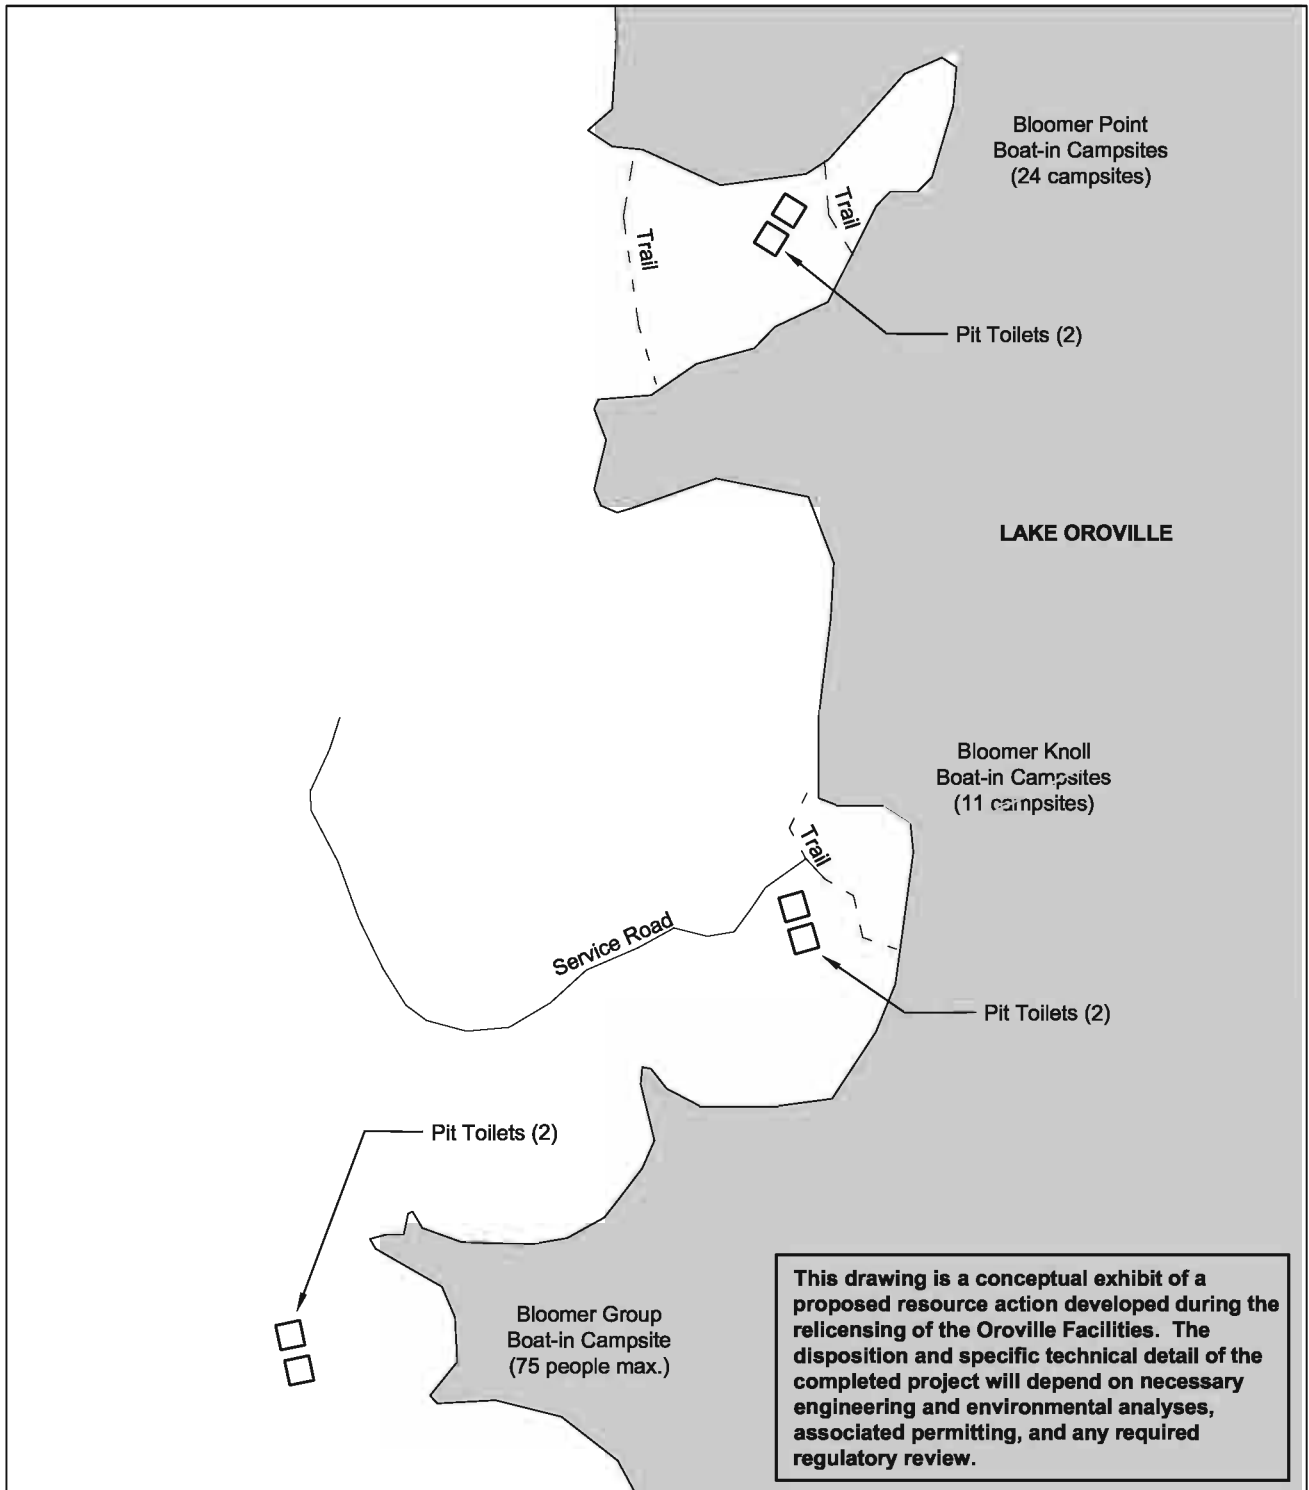 Bloomer Point
Boat-in Campsites
(24 campsites)
Trail
Trail
Pit Toilets (2)
LAKE OROVILLE
Bloomer Knoll
Boat-in Campsites
(11 campsites)
Trail
Service Road
Pit Toilets (2)
Pit Toilets (2)
Bloomer Group
Boat-in Campsite
(75 people max.)
This drawing is a conceptual exhibit of a
proposed resource action developed during the
relicensing of the Oroville Facilities. The
disposition and specific technical detail of the
completed project will depend on necessary
engineering and environmental analyses,
associated permitting, and any required
regulatory review.